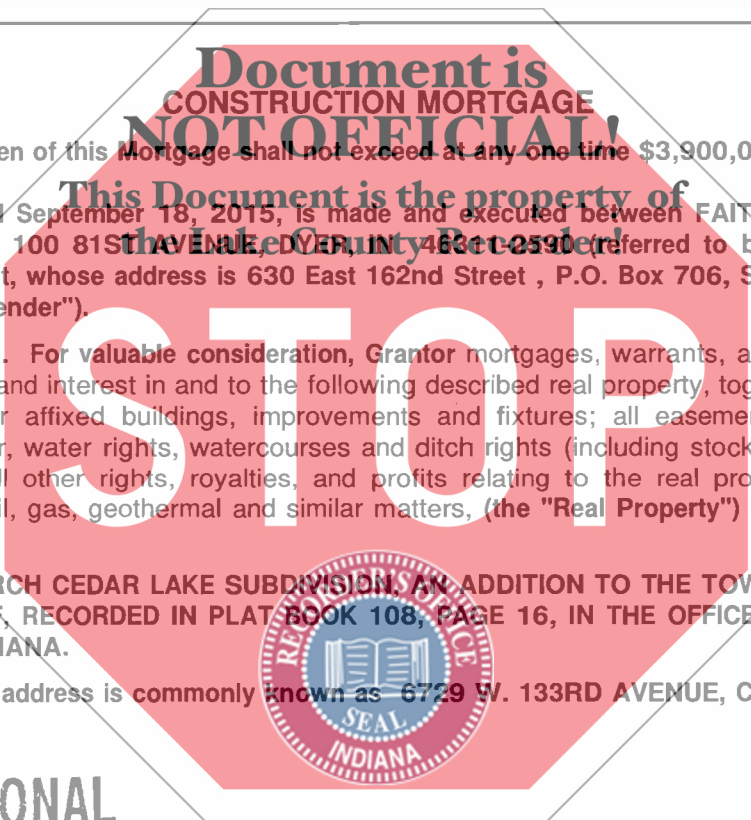 Document is
CONSTRUCTION MORTGAGE
NOT OFFICIAL!
en of this Mortgage shall not exceed at any one time $3,900,0
This Document is the property of
September 18, 2015, is made and executed between FAIT
the Lake County Recorder!
100 81ST AVENUE, DYER, IN 46311-2590 (referred to b
t, whose address is 630 East 162nd Street , P.O. Box 706, S
ender").
STOP
. For valuable consideration, Grantor mortgages, warrants, a
and interest in and to the following described real property, tog
r affixed buildings, improvements and fixtures; all easeme
r, water rights, watercourses and ditch rights (including stock
ll other rights, royalties, and profits relating to the real pro
il, gas, geothermal and similar matters, (the "Real Property")
RCH CEDAR LAKE SUBDIVISION, AN ADDITION TO THE TOW
F, RECORDED IN PLAT BOOK 108, PAGE 16, IN THE OFFICE
IANA.
address is commonly known as 6729 W. 133RD AVENUE, C
SEAL
INDIANA
ONAL